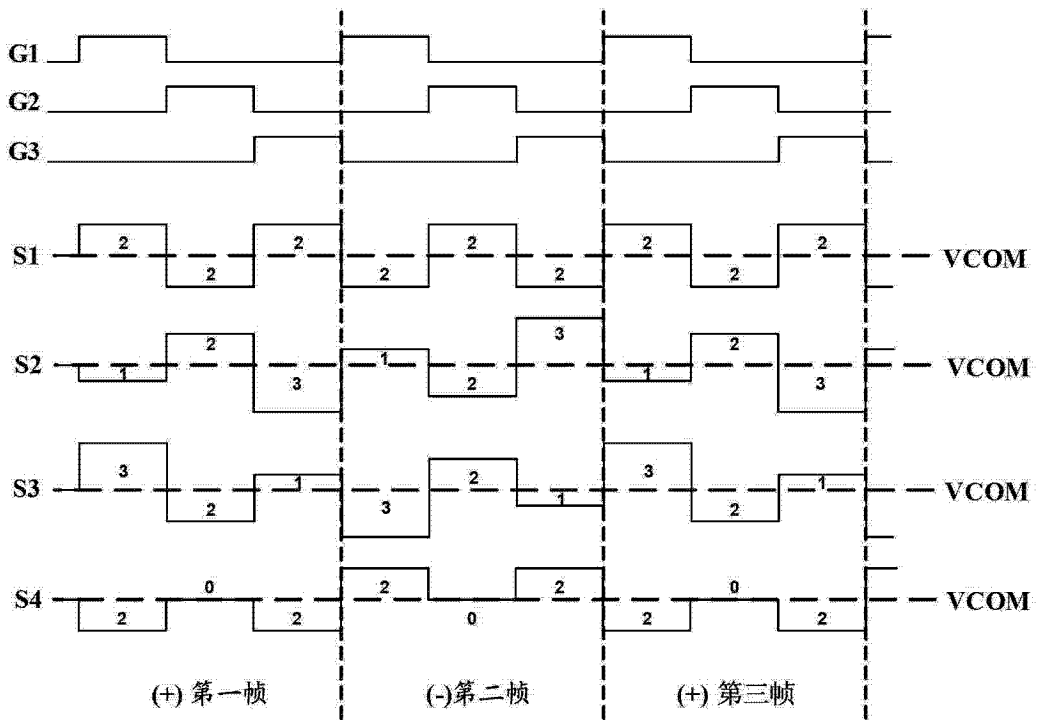 G1
G2
G3
S1 2 2 2 2 2 2 2 2 2 VCOM
S2 1 2 3 1 2 3 1 2 3 VCOM
S3 3 2 1 3 2 1 3 2 1 VCOM
S4 2 0 2 2 0 2 2 0 2 VCOM
(+) 第一帧 (-)第二帧 (+) 第三帧